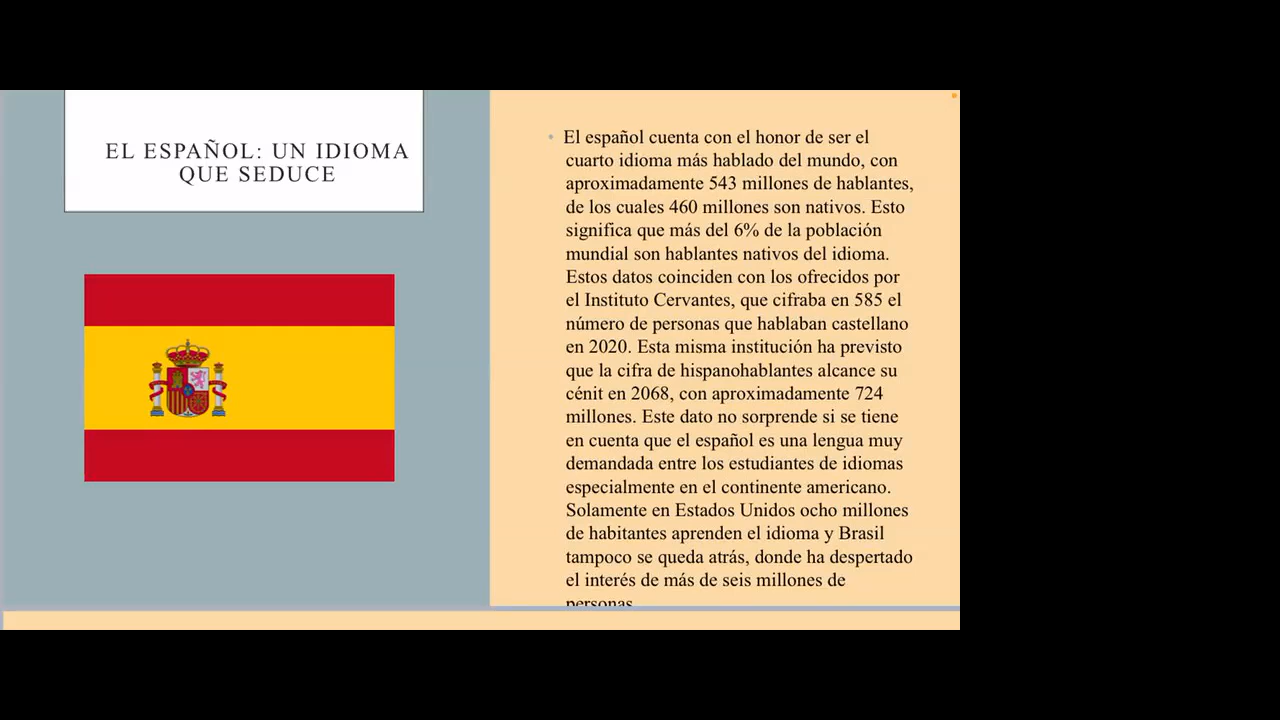 EL ESPAÑOL: UN IDIOMA
QUE SEDUCE
• El español cuenta con el honor de ser el
cuarto idioma más hablado del mundo, con
aproximadamente 543 millones de hablantes,
de los cuales 460 millones son nativos. Esto
significa que más del 6% de la población
mundial son hablantes nativos del idioma.
Estos datos coinciden con los ofrecidos por
el Instituto Cervantes, que cifraba en 585 el
número de personas que hablaban castellano
en 2020. Esta misma institución ha previsto
que la cifra de hispanohablantes alcance su
cénit en 2068, con aproximadamente 724
millones. Este dato no sorprende si se tiene
en cuenta que el español es una lengua muy
demandada entre los estudiantes de idiomas
especialmente en el continente americano.
Solamente en Estados Unidos ocho millones
de habitantes aprenden el idioma y Brasil
tampoco se queda atrás, donde ha despertado
el interés de más de seis millones de
personas